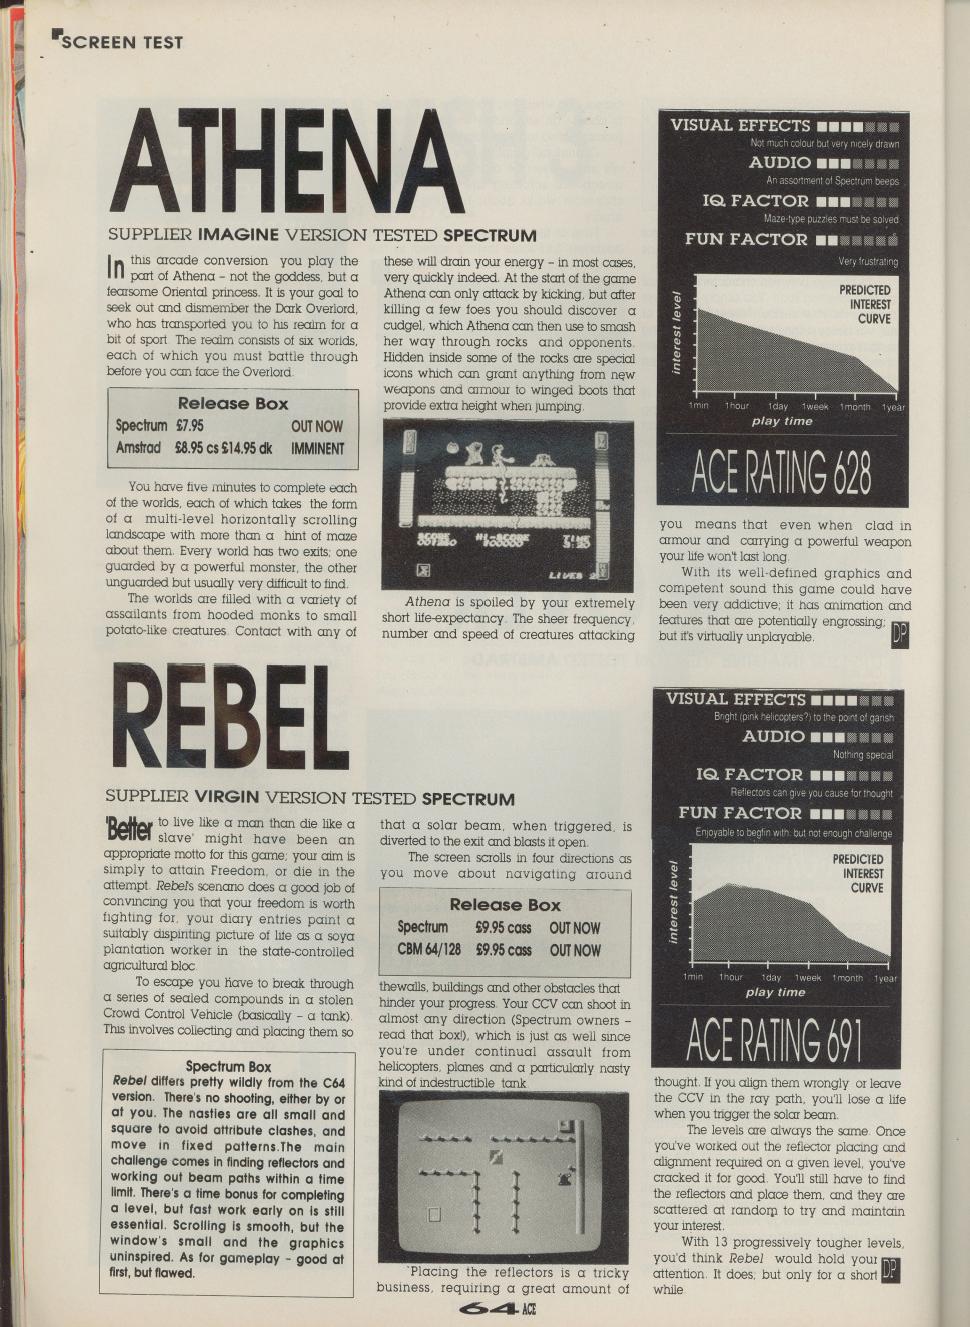 SCREEN TEST
ATHENA
SUPPLIER IMAGINE VERSION TESTED SPECTRUM
In this arcade conversion you play the
part of Athena – not the goddess, but a
fearsome Oriental princess. It is your goal to
seek out and dismember the Dark Overlord,
who has transported you to his realm for a
bit of sport. The realm consists of six worlds,
each of which you must battle through
before you can face the Overlord.
Release Box
Spectrum £7.95 OUT NOW
Amstrad £8.95 cs £14.95 dk IMMINENT
You have five minutes to complete each
of the worlds, each of which takes the form
of a multi-level horizontally scrolling
landscape with more than a hint of maze
about them. Every world has two exits; one
guarded by a powerful monster, the other
unguarded but usually very difficult to find.
The worlds are filled with a variety of
assailants from hooded monks to small
potato-like creatures. Contact with any of
these will drain your energy – in most cases,
very quickly indeed. At the start of the game
Athena can only attack by kicking, but after
killing a few foes you should discover a
cudgel, which Athena can then use to smash
her way through rocks and opponents.
Hidden inside some of the rocks are special
icons which can grant anything from new
weapons and armour to winged boots that
provide extra height when jumping.
SCORE HI-SCORE TIME
100000 3:20
LIVES
Athena is spoiled by your extremely
short life-expectancy. The sheer frequency,
number and speed of creatures attacking
VISUAL EFFECTS
Not much colour but very nicely drawn
AUDIO
An assortment of Spectrum beeps
IQ FACTOR
Maze-type puzzles must be solved
FUN FACTOR
Very frustrating
PREDICTED
INTEREST
CURVE
interest level
1min 1hour 1day 1week 1month 1year
play time
ACE RATING 628
you means that even when clad in
armour and carrying a powerful weapon
your life won't last long.
With its well-defined graphics and
competent sound this game could have
been very addictive; it has animation and
features that are potentially engrossing;
but it's virtually unplayable.
DP
REBEL
SUPPLIER VIRGIN VERSION TESTED SPECTRUM
'Better to live like a man than die like a
slave' might have been an
appropriate motto for this game; your aim is
simply to attain Freedom, or die in the
attempt. Rebel's scenario does a good job of
convincing you that your freedom is worth
fighting for, your diary entries paint a
suitably dispiriting picture of life as a soya
plantation worker in the state-controlled
agricultural bloc.
To escape you have to break through
a series of sealed compounds in a stolen
Crowd Control Vehicle (basically – a tank).
This involves collecting and placing them so
Spectrum Box
Rebel differs pretty wildly from the C64
version. There's no shooting, either by or
at you. The nasties are all small and
square to avoid attribute clashes, and
move in fixed patterns.The main
challenge comes in finding reflectors and
working out beam paths within a time
limit. There's a time bonus for completing
a level, but fast work early on is still
essential. Scrolling is smooth, but the
window's small and the graphics
uninspired. As for gameplay – good at
first, but flawed.
that a solar beam, when triggered, is
diverted to the exit and blasts it open.
The screen scrolls in four directions as
you move about navigating around
Release Box
Spectrum £9.95 cass OUT NOW
CBM 64/128 £9.95 cass OUT NOW
thewalls, buildings and other obstacles that
hinder your progress. Your CCV can shoot in
almost any direction (Spectrum owners –
read that box!), which is just as well since
you're under continual assault from
helicopters, planes and a particularly nasty
kind of indestructible tank.
'Placing the reflectors is a tricky
business, requiring a great amount of
VISUAL EFFECTS
Bright (pink helicopters?) to the point of garish
AUDIO
Nothing special
IQ FACTOR
Reflectors can give you cause for thought
FUN FACTOR
Enjoyable to begin with, but not enough challenge
PREDICTED
INTEREST
CURVE
interest level
1min 1hour 1day 1week 1month 1year
play time
ACE RATING 691
thought. If you align them wrongly or leave
the CCV in the ray path, you'll lose a life
when you trigger the solar beam.
The levels are always the same. Once
you've worked out the reflector placing and
alignment required on a given level, you've
cracked it for good. You'll still have to find
the reflectors and place them, and they are
scattered at random to try and maintain
your interest.
With 13 progressively tougher levels,
you'd think Rebel would hold your
attention. It does; but only for a short
while
DP
64 ACE